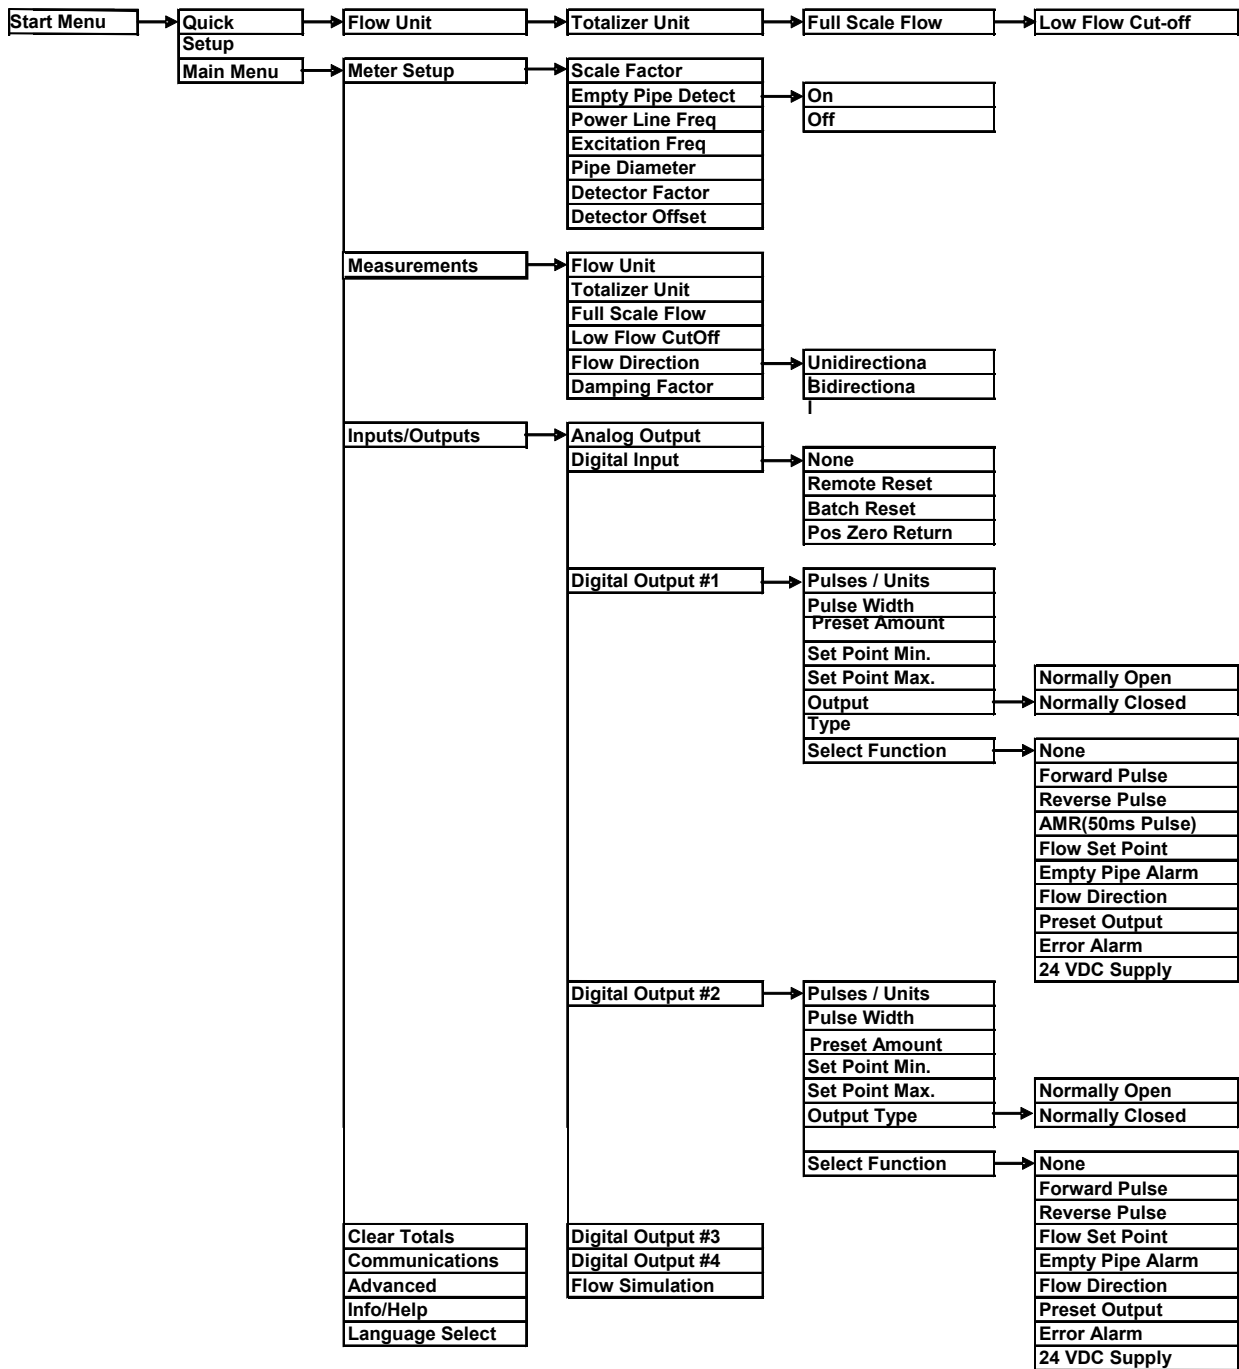 Start Menu
Quick
Setup
Flow Unit
Totalizer Unit
Full Scale Flow
Low Flow Cut-off
Main Menu
Meter Setup
Scale Factor
Empty Pipe Detect
On
Power Line Freq
Off
Excitation Freq
Pipe Diameter
Detector Factor
Detector Offset
Measurements
Flow Unit
Totalizer Unit
Full Scale Flow
Low Flow CutOff
Flow Direction
Unidirectiona
l
Damping Factor
Bidirectiona
l
Inputs/Outputs
Analog Output
Digital Input
None
Remote Reset
Batch Reset
Pos Zero Return
Digital Output #1
Pulses / Units
Pulse Width
Preset Amount
Set Point Min.
Set Point Max.
Output
Type
Normally Open
Normally Closed
Select Function
None
Forward Pulse
Reverse Pulse
AMR(50ms Pulse)
Flow Set Point
Empty Pipe Alarm
Flow Direction
Preset Output
Error Alarm
24 VDC Supply
Digital Output #2
Pulses / Units
Pulse Width
Preset Amount
Set Point Min.
Set Point Max.
Output Type
Normally Open
Normally Closed
Select Function
None
Forward Pulse
Reverse Pulse
Flow Set Point
Empty Pipe Alarm
Flow Direction
Preset Output
Error Alarm
24 VDC Supply
Clear Totals
Communications
Advanced
Info/Help
Language Select
Digital Output #3
Digital Output #4
Flow Simulation